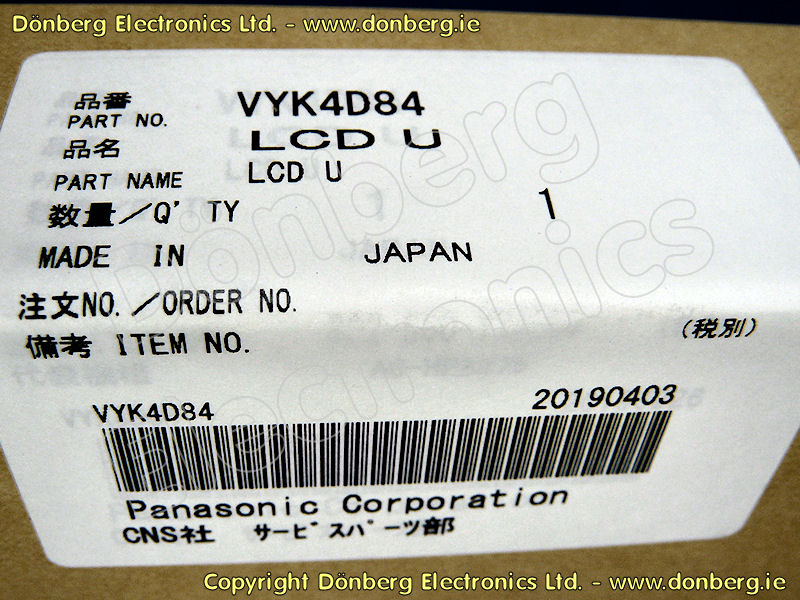 Dönberg Electronics Ltd. - www.donberg.ie
品番 VYK4D84
PART NO.
品名 LCD U
PART NAME LCD U
数量/Q'TY 1
MADE IN JAPAN
注文NO./ORDER NO.
備考 ITEM NO. (税別)
VYK4D84 20190403
Panasonic Corporation
CNS社 サービスパーツ部
Dönberg Electronics
Copyright Dönberg Electronics Ltd. - www.donberg.ie